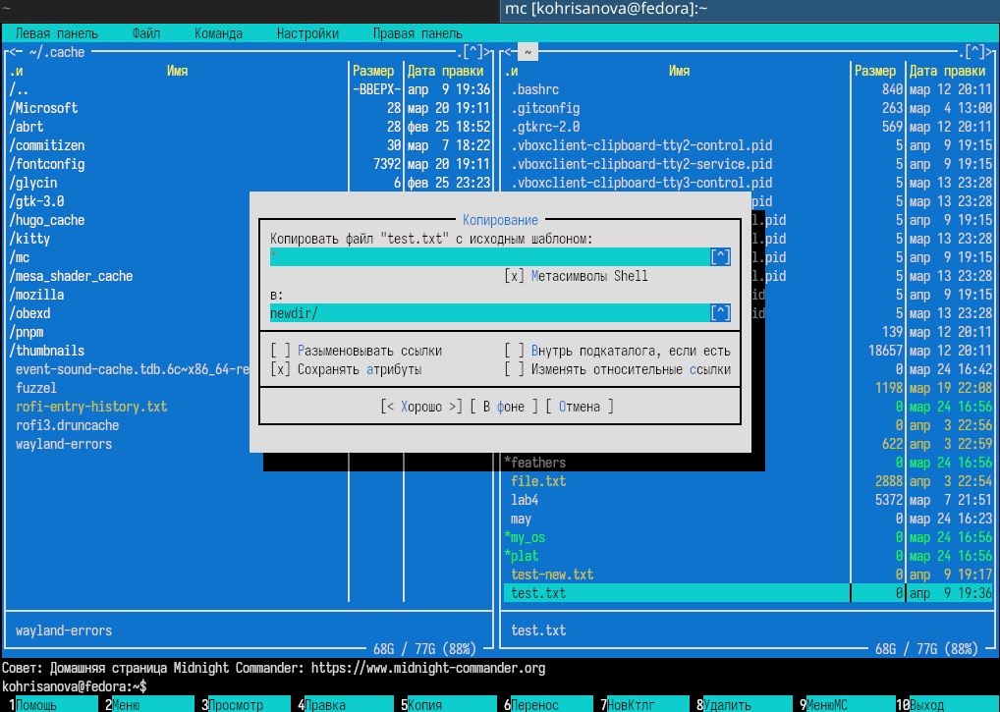 ~ mc [kohrisanova@fedora]:~
Левая панель Файл Команда Настройки Правая панель
<- ~/.cache .[^]> <- ~ .[^]>
.и Имя Размер Дата правки .и Имя Размер Дата правки
/.. -ВВЕРХ- апр 9 19:36 .bashrc 840 мар 12 20:11
/Microsoft 28 мар 20 19:11 .gitconfig 263 мар 4 13:00
/abrt 28 фев 25 18:52 .gtkrc-2.0 569 мар 12 20:11
/commitizen 30 мар 7 18:22 .vboxclient-clipboard-tty2-control.pid 5 апр 9 19:15
/fontconfig 7392 мар 20 19:11 .vboxclient-clipboard-tty2-service.pid 5 апр 9 19:15
/glycin 6 фев 25 23:23 .vboxclient-clipboard-tty3-control.pid 5 мар 13 23:28
/gtk-3.0 pid 5 мар 13 23:28
/hugo_cache Копирование l.pid 5 апр 9 19:15
/kitty Копировать файл "test.txt" с исходным шаблоном: l.pid 5 мар 13 23:28
/mc * [^] l.pid 5 апр 9 19:15
/mesa_shader_cache [x] Метасимволы Shell l.pid 5 мар 13 23:28
/mozilla в: id 5 апр 9 19:15
/obexd newdir/ [^] id 5 мар 13 23:28
/pnpm 139 мар 12 20:11
/thumbnails [ ] Разыменовывать ссылки [ ] Внутрь подкаталога, если есть 18657 мар 12 20:11
event-sound-cache.tdb.6c~x86_64-re [x] Сохранять атрибуты [ ] Изменять относительные ссылки 0 мар 24 16:42
fuzzel 1198 мар 19 22:08
rofi-entry-history.txt [< Хорошо >] [ В фоне ] [ Отмена ] 0 мар 24 16:56
rofi3.druncache 0 апр 3 22:56
wayland-errors 622 апр 3 22:59
*feathers 0 мар 24 16:56
file.txt 2888 апр 3 22:54
lab4 5372 мар 7 21:51
may 0 мар 24 16:23
*my_os 0 мар 24 16:56
*plat 0 мар 24 16:56
test-new.txt 0 апр 9 19:17
test.txt 0 апр 9 19:36
wayland-errors test.txt
68G / 77G (88%) 68G / 77G (88%)
Совет: Домашняя страница Midnight Commander: https://www.midnight-commander.org
kohrisanova@fedora:~$
1Помощь 2Меню 3Просмотр 4Правка 5Копия 6Перенос 7НовКтлг 8Удалить 9МенюMC 10Выход